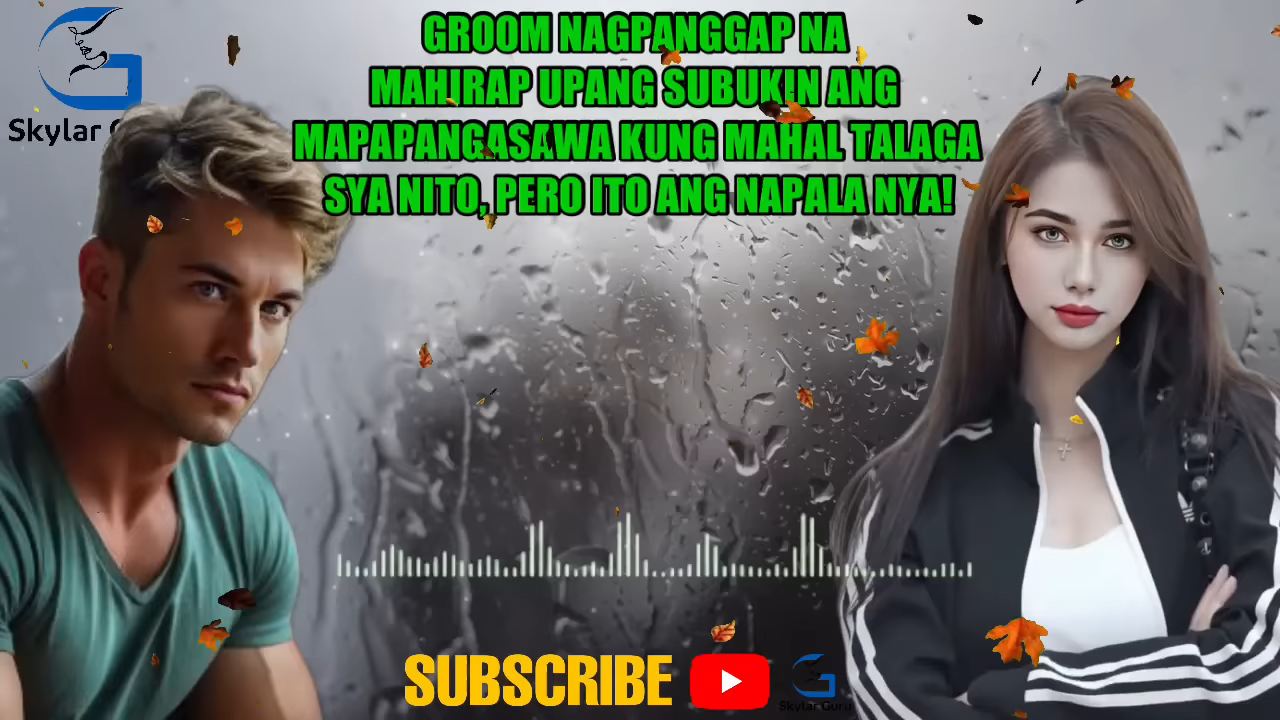 Skylar G
GROOM NAGPANGGAP NA
MAHIRAP UPANG SUBUKIN ANG
MAPAPANGASAWA KUNG MAHAL TALAGA
SYA NITO, PERO ITO ANG NAPALA NYA!
SUBSCRIBE
Skylar Guru